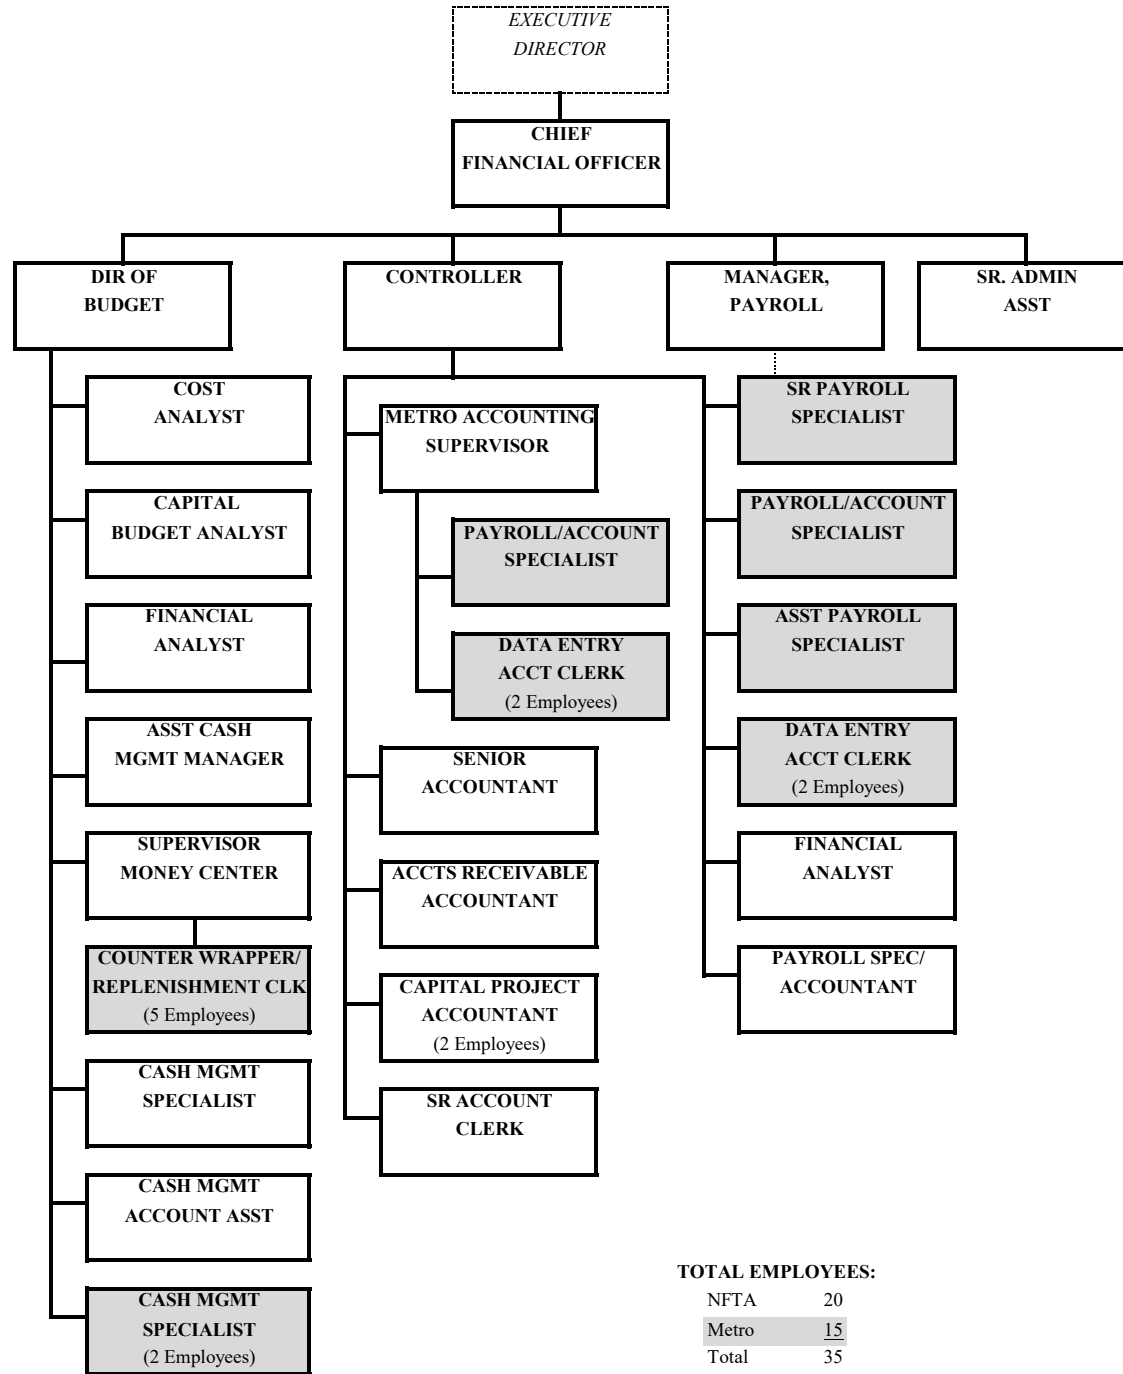 EXECUTIVE
DIRECTOR
CHIEF
FINANCIAL OFFICER
DIR OF
BUDGET
CONTROLLER
MANAGER,
PAYROLL
SR. ADMIN
ASST
COST
ANALYST
CAPITAL
BUDGET ANALYST
FINANCIAL
ANALYST
ASST CASH
MGMT MANAGER
SUPERVISOR
MONEY CENTER
COUNTER WRAPPER/
REPLENISHMENT CLK
(5 Employees)
CASH MGMT
SPECIALIST
CASH MGMT
ACCOUNT ASST
CASH MGMT
SPECIALIST
(2 Employees)
METRO ACCOUNTING
SUPERVISOR
PAYROLL/ACCOUNT
SPECIALIST
DATA ENTRY
ACCT CLERK
(2 Employees)
SENIOR
ACCOUNTANT
ACCTS RECEIVABLE
ACCOUNTANT
CAPITAL PROJECT
ACCOUNTANT
(2 Employees)
SR ACCOUNT
CLERK
SR PAYROLL
SPECIALIST
PAYROLL/ACCOUNT
SPECIALIST
ASST PAYROLL
SPECIALIST
DATA ENTRY
ACCT CLERK
(2 Employees)
FINANCIAL
ANALYST
PAYROLL SPEC/
ACCOUNTANT
TOTAL EMPLOYEES:
NFTA 20
Metro 15
Total 35